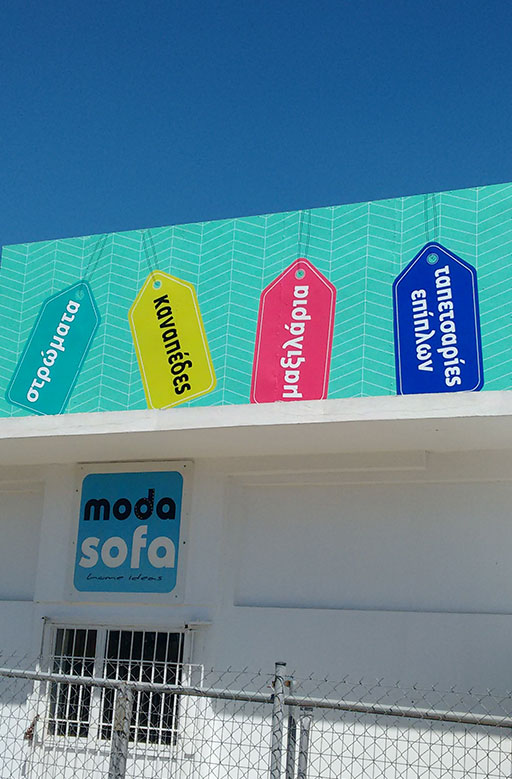 στρώματα
καναπέδες
μαξιλάρια
ταπετσαρίες
επίπλων
moda
sofa
home ideas